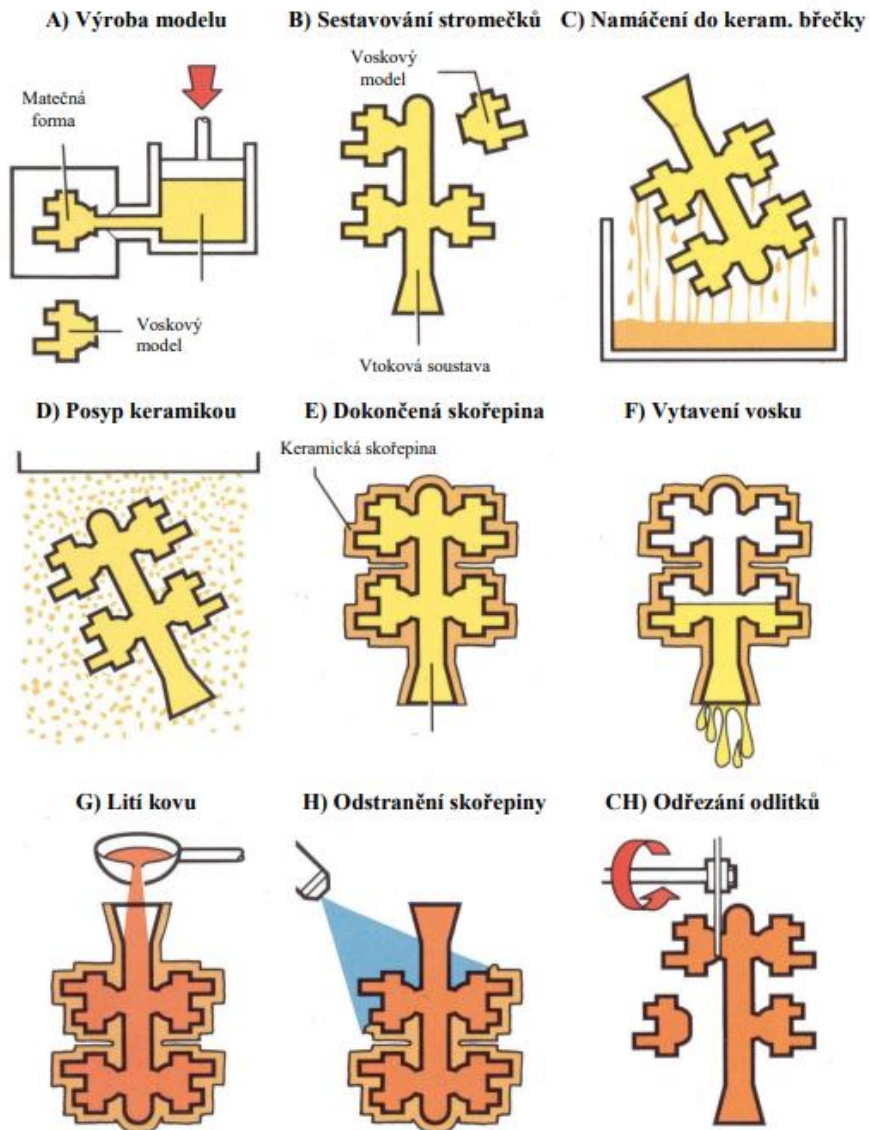 A) Výroba modelu
B) Sestavování stromečků
C) Namáčení do keram. břečky
Matečná
forma
Voskový
model
Voskový
model
Vtoková soustava
D) Posyp keramikou
E) Dokončená skořepina
F) Vytavení vosku
Keramická skořepina
G) Lití kovu
H) Odstranění skořepiny
CH) Odřezání odlitků